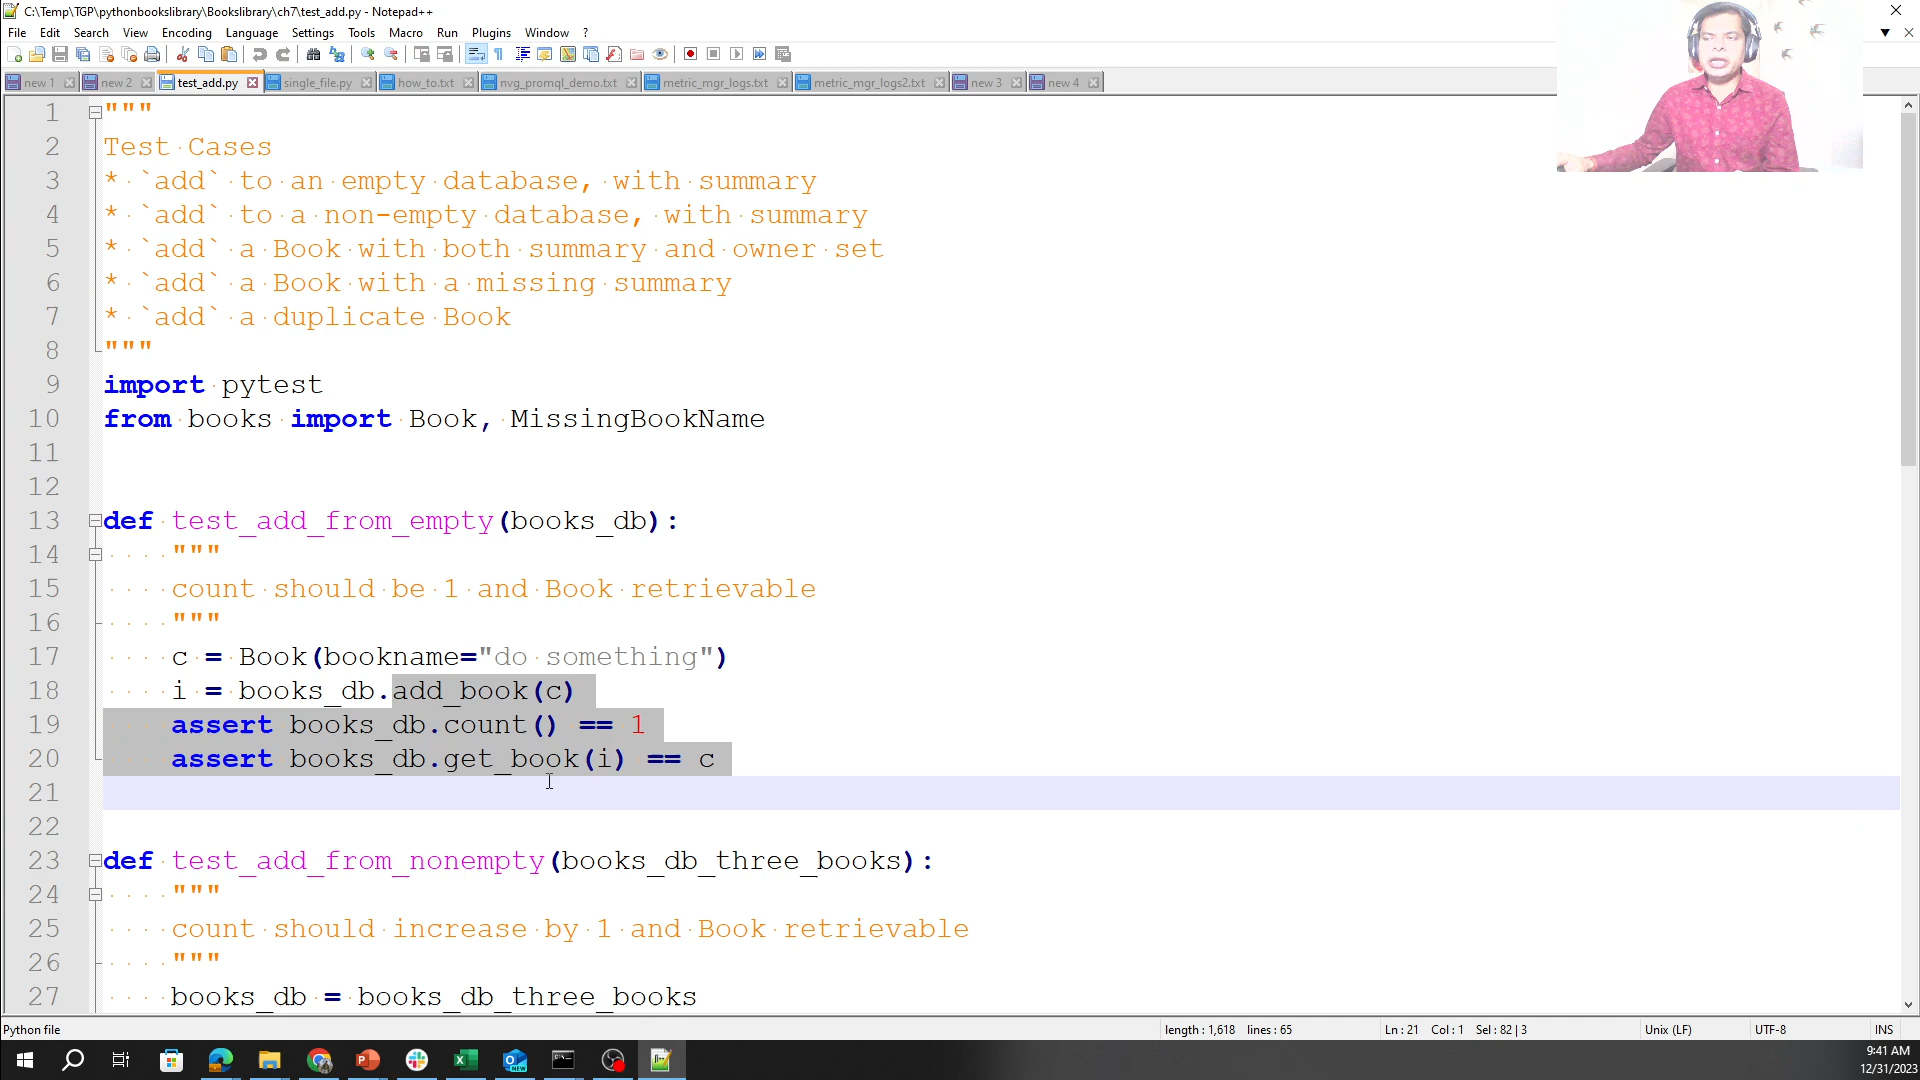 C:\Temp\TGP\pythonbookslibrary\Bookslibrary\ch7\test_add.py - Notepad++
File Edit Search View Encoding Language Settings Tools Macro Run Plugins Window ?
new 1 new 2 test_add.py single_file.py how_to.txt nvg_promql_demo.txt metric_mgr_logs.txt metric_mgr_logs2.txt new 3 new 4
1 """
2 Test Cases
3 * `add` to an empty database, with summary
4 * `add` to a non-empty database, with summary
5 * `add` a Book with both summary and owner set
6 * `add` a Book with a missing summary
7 * `add` a duplicate Book
8 """
9 import pytest
10 from books import Book, MissingBookName
11
12
13 def test_add_from_empty(books_db):
14 """
15 count should be 1 and Book retrievable
16 """
17 c = Book(bookname="do something")
18 i = books_db.add_book(c)
19 assert books_db.count() == 1
20 assert books_db.get_book(i) == c
21
22
23 def test_add_from_nonempty(books_db_three_books):
24 """
25 count should increase by 1 and Book retrievable
26 """
27 books_db = books_db_three_books
Python file length : 1,618 lines : 65 Ln : 21 Col : 1 Sel : 82 | 3 Unix (LF) UTF-8 INS
9:41 AM
12/31/2023